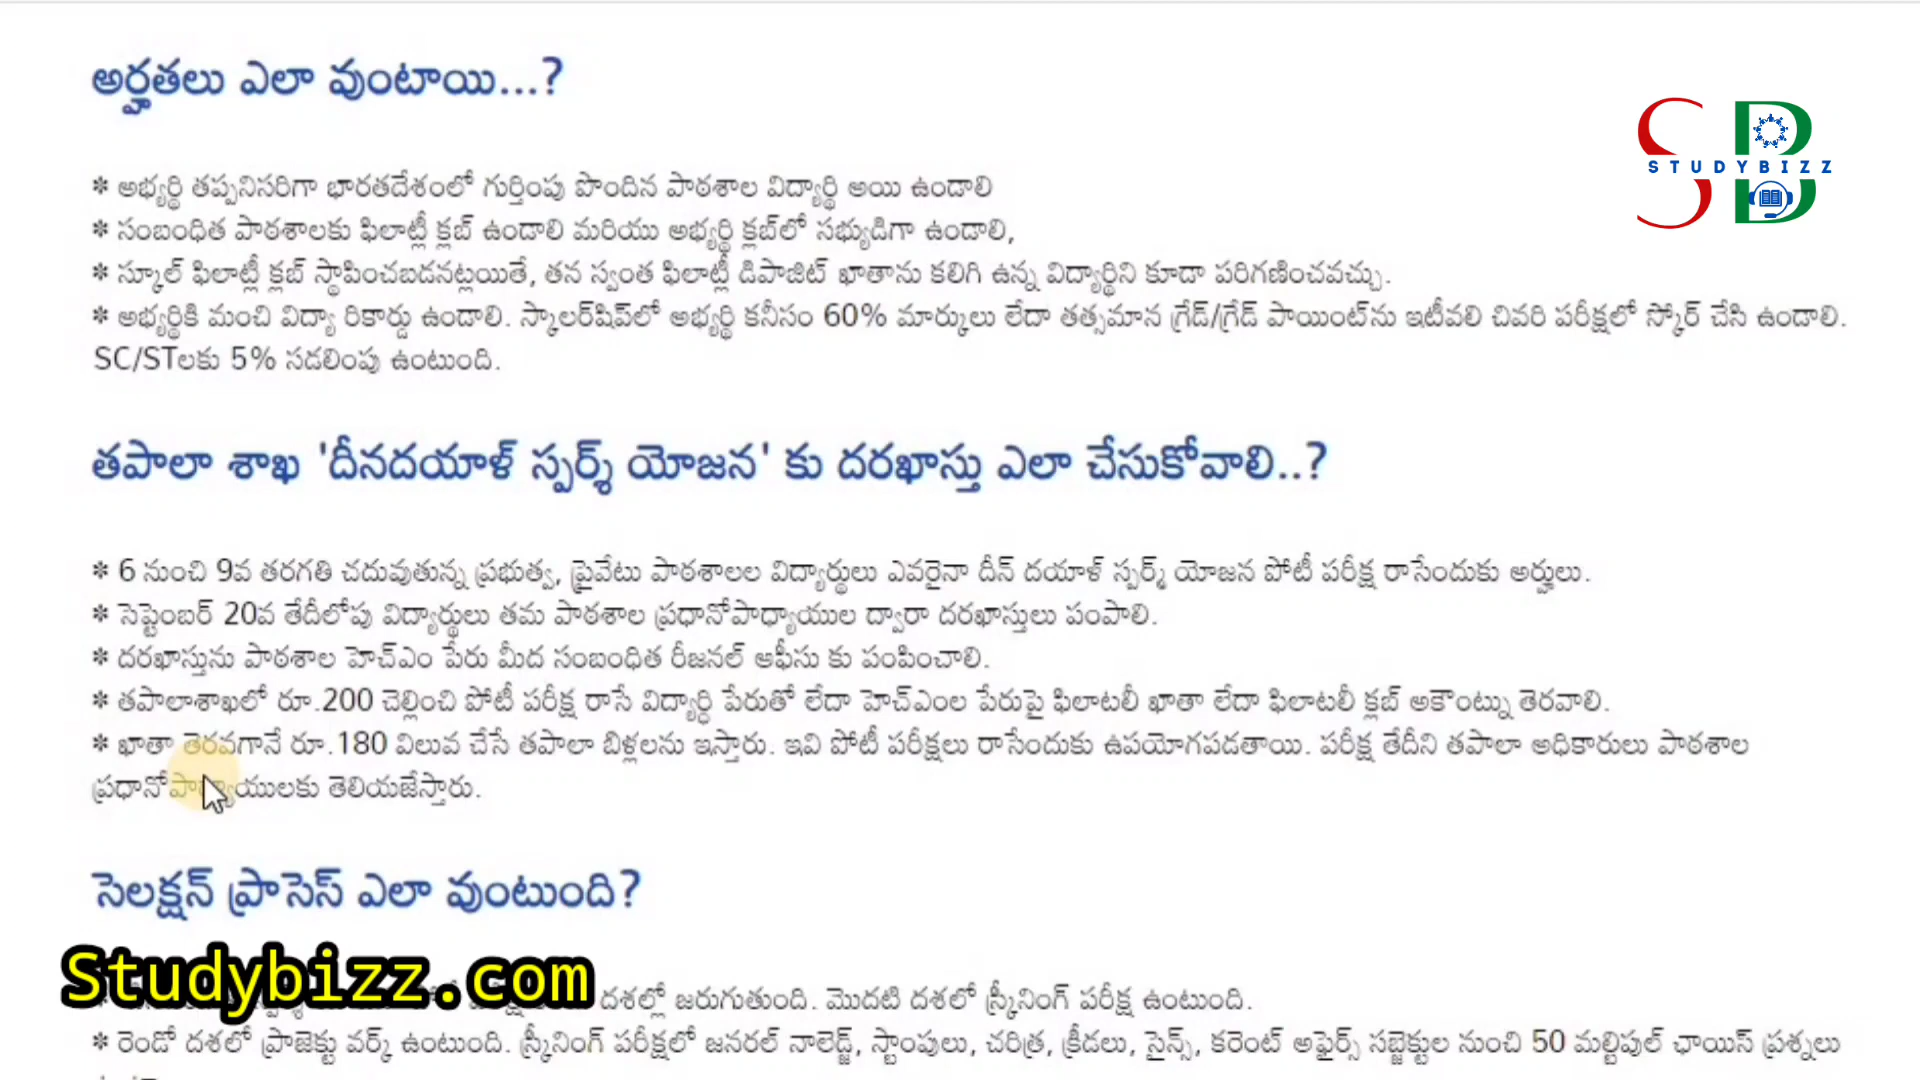 అర్హతలు ఎలా వుంటాయి...?
STUDYBIZZ
* అభ్యర్థి తప్పనిసరిగా భారతదేశంలో గుర్తింపు పొందిన పాఠశాల విద్యార్థి అయి ఉండాలి
* సంబంధిత పాఠశాలకు ఫిలాట్లీ క్లబ్ ఉండాలి మరియు అభ్యర్థి క్లబ్‌లో సభ్యుడిగా ఉండాలి,
* స్కూల్ ఫిలాట్లీ క్లబ్ స్థాపించబడనట్లయితే, తన స్వంత ఫిలాట్లీ డిపాజిట్ ఖాతాను కలిగి ఉన్న విద్యార్థిని కూడా పరిగణించవచ్చు.
* అభ్యర్థికి మంచి విద్యా రికార్డు ఉండాలి. స్కాలర్‌షిప్‌లో అభ్యర్థి కనీసం 60% మార్కులు లేదా తత్సమాన గ్రేడ్/గ్రేడ్ పాయింట్‌ను ఇటీవలి చివరి పరీక్షలో స్కోర్ చేసి ఉండాలి.
SC/STలకు 5% సడలింపు ఉంటుంది.
తపాలా శాఖ 'దీనదయాళ్ స్పర్శ్ యోజన' కు దరఖాస్తు ఎలా చేసుకోవాలి..?
* 6 నుంచి 9వ తరగతి చదువుతున్న ప్రభుత్వ, ప్రైవేటు పాఠశాలల విద్యార్థులు ఎవరైనా దీన్ దయాళ్ స్పర్శ్ యోజన పోటీ పరీక్ష రాసేందుకు అర్హులు.
* సెప్టెంబర్ 20వ తేదీలోపు విద్యార్థులు తమ పాఠశాల ప్రధానోపాధ్యాయుల ద్వారా దరఖాస్తులు పంపాలి.
* దరఖాస్తును పాఠశాల హెచ్ఎం పేరు మీద సంబంధిత రీజనల్ ఆఫీసు కు పంపించాలి.
* తపాలాశాఖలో రూ.200 చెల్లించి పోటీ పరీక్ష రాసే విద్యార్థి పేరుతో లేదా హెచ్ఎంల పేరుపై ఫిలాటలీ ఖాతా లేదా ఫిలాటలీ క్లబ్ అకౌంట్ను తెరవాలి.
* ఖాతా తెరవగానే రూ.180 విలువ చేసే తపాలా బిళ్లలను ఇస్తారు. ఇవి పోటీ పరీక్షలు రాసేందుకు ఉపయోగపడతాయి. పరీక్ష తేదీని తపాలా అధికారులు పాఠశాల
ప్రధానోపాధ్యాయులకు తెలియజేస్తారు.
సెలక్షన్ ప్రాసెస్ ఎలా వుంటుంది?
Studybizz.com
దశల్లో జరుగుతుంది. మొదటి దశలో స్క్రీనింగ్ పరీక్ష ఉంటుంది.
* రెండో దశలో ప్రాజెక్టు వర్క్ ఉంటుంది. స్క్రీనింగ్ పరీక్షలో జనరల్ నాలెడ్జ్, స్టాంపులు, చరిత్ర, క్రీడలు, సైన్స్, కరెంట్ అఫైర్స్ సబ్జెక్టుల నుంచి 50 మల్టిపుల్ ఛాయిస్ ప్రశ్నలు